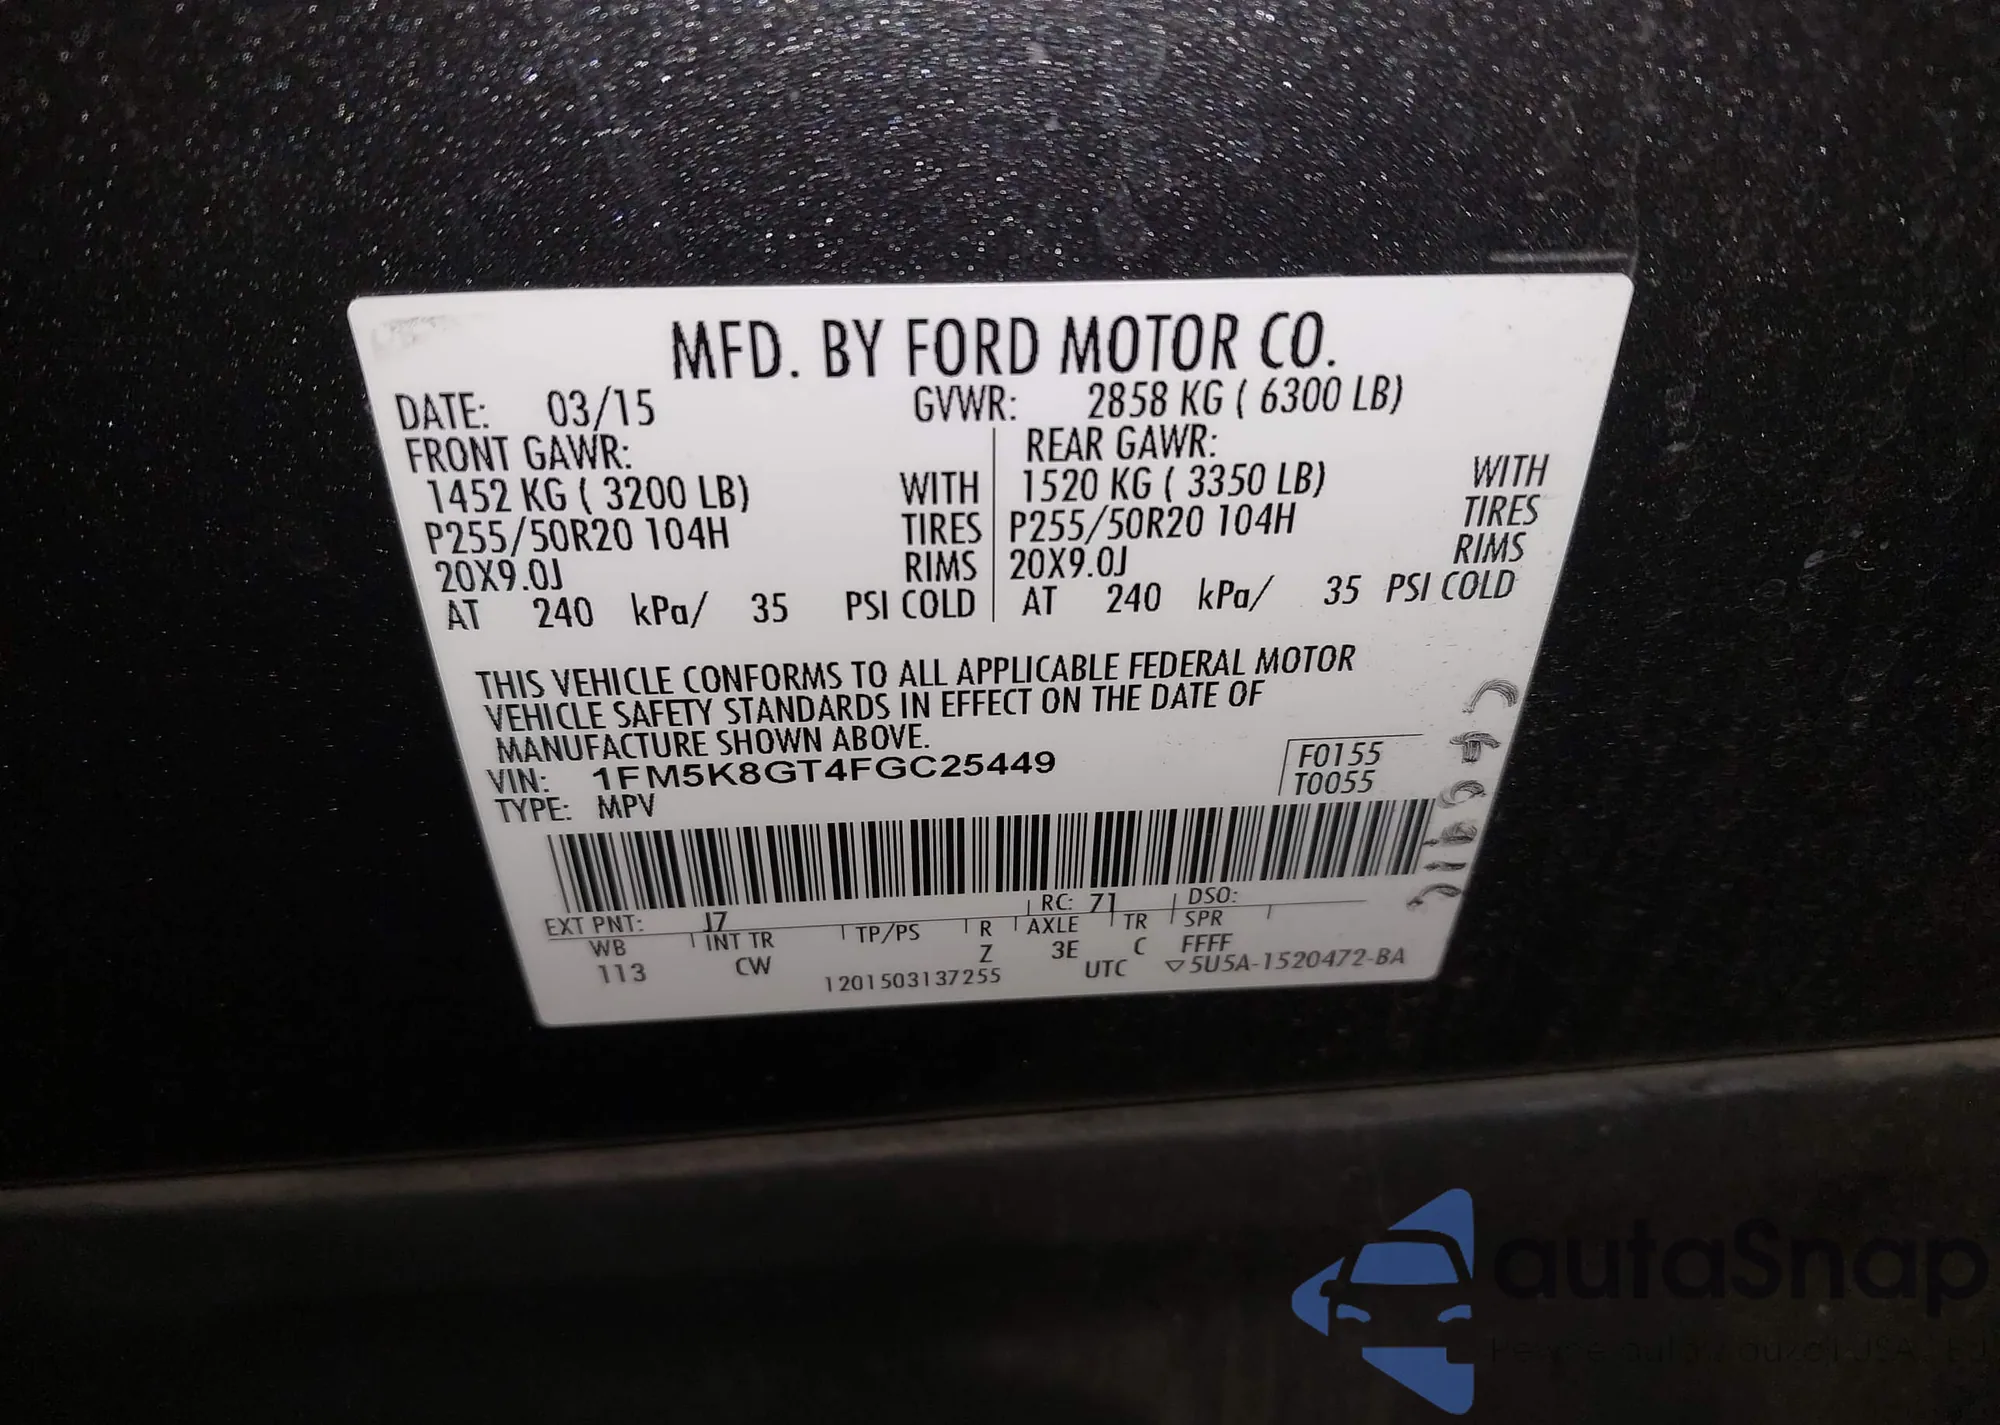 MFD. BY FORD MOTOR CO.
DATE: 03/15 GVWR: 2858 KG ( 6300 LB)
FRONT GAWR: REAR GAWR:
1452 KG ( 3200 LB) WITH 1520 KG ( 3350 LB) WITH
P255/50R20 104H TIRES P255/50R20 104H TIRES
20X9.0J RIMS 20X9.0J RIMS
AT 240 kPa/ 35 PSI COLD AT 240 kPa/ 35 PSI COLD
THIS VEHICLE CONFORMS TO ALL APPLICABLE FEDERAL MOTOR
VEHICLE SAFETY STANDARDS IN EFFECT ON THE DATE OF
MANUFACTURE SHOWN ABOVE.
VIN: 1FM5K8GT4FGC25449 F0155
TYPE: MPV T0055
EXT PNT: J7 RC: 71 DSO:
WB INT TR TP/PS R AXLE TR SPR
113 CW Z 3E C FFFF
1201503137255 UTC ▽5U5A-1520472-BA
autaSnap